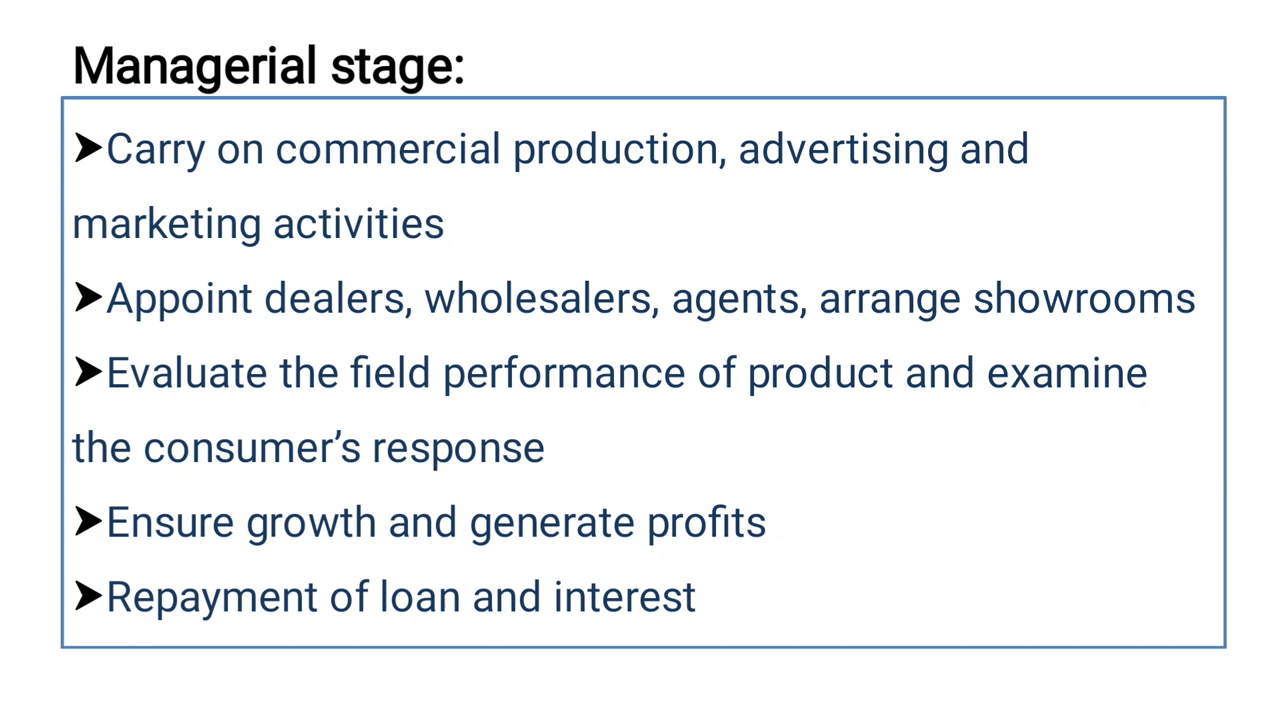 Managerial stage:
➤Carry on commercial production, advertising and
marketing activities
➤Appoint dealers, wholesalers, agents, arrange showrooms
➤Evaluate the field performance of product and examine
the consumer’s response
➤Ensure growth and generate profits
➤Repayment of loan and interest